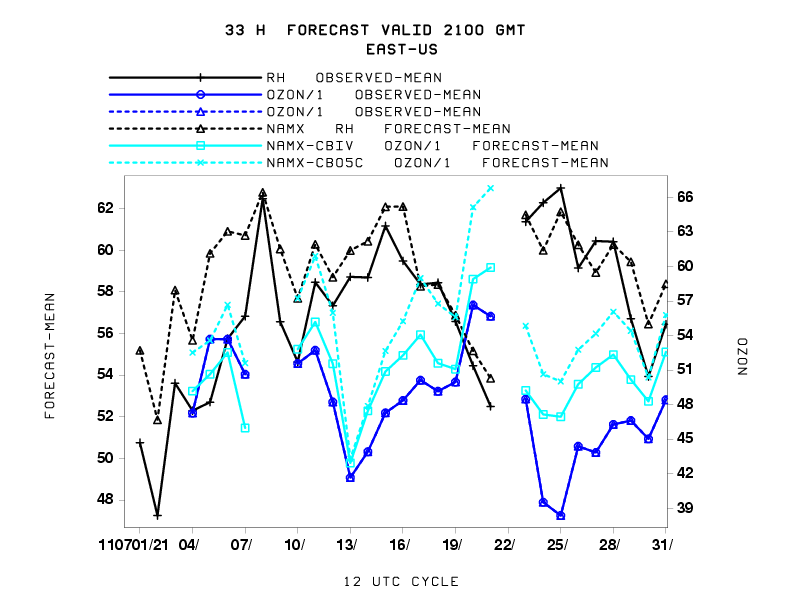 33 H FORECAST VALID 2100 GMT
EAST-US
RH OBSERVED-MEAN
OZON/1 OBSERVED-MEAN
OZON/1 OBSERVED-MEAN
NAMX RH FORECAST-MEAN
NAMX-CBIV OZON/1 FORECAST-MEAN
NAMX-CB05C OZON/1 FORECAST-MEAN
62
60
58
56
54
52
50
48
FORECAST-MEAN
66
63
60
57
54
51
48
45
42
39
OZON
110701/21 04/ 07/ 10/ 13/ 16/ 19/ 22/ 25/ 28/ 31/
12 UTC CYCLE